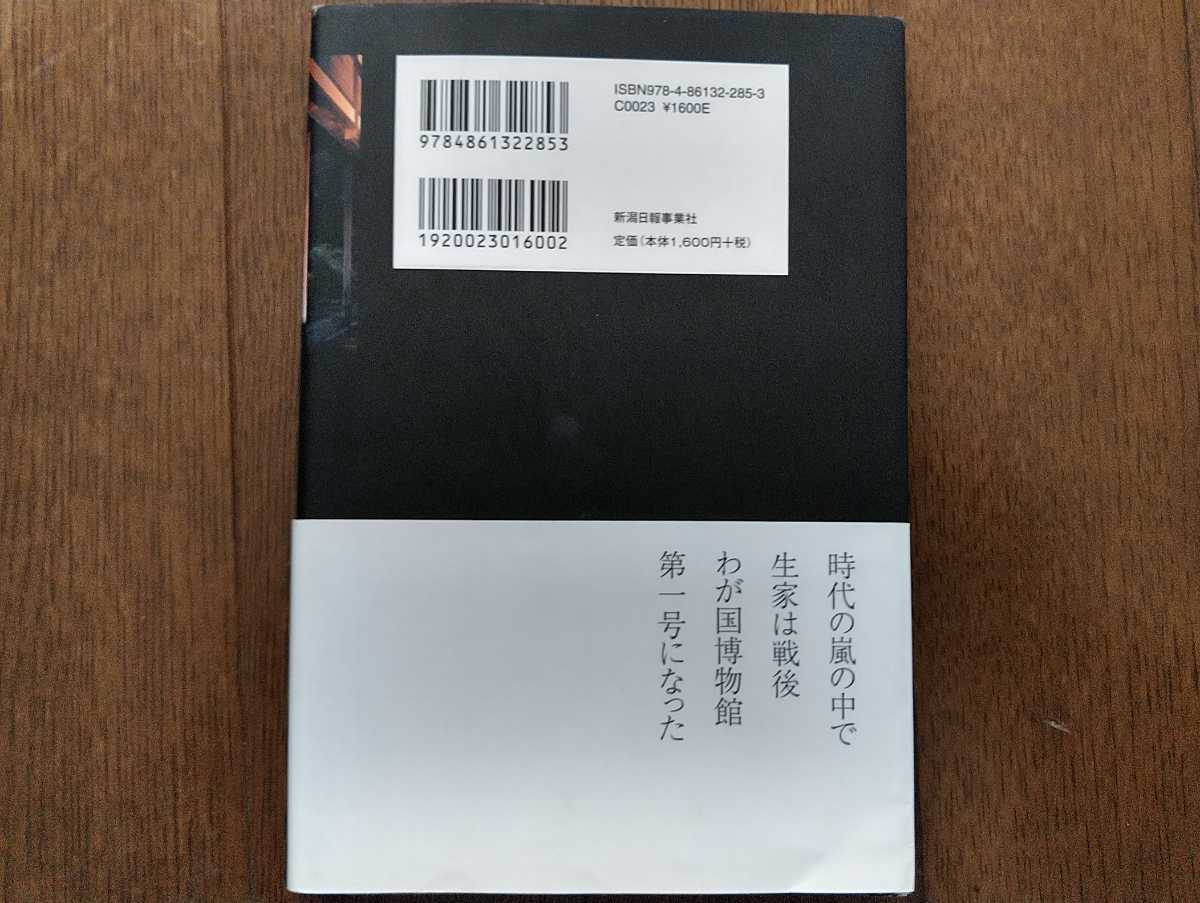 ISBN978-4-86132-285-3
C0023 ¥1600E
9784861322853
1920023016002
新潟日報事業社
定価(本体1,600円+税)
時代の嵐の中で
生家は戦後
わが国博物館
第一号になった